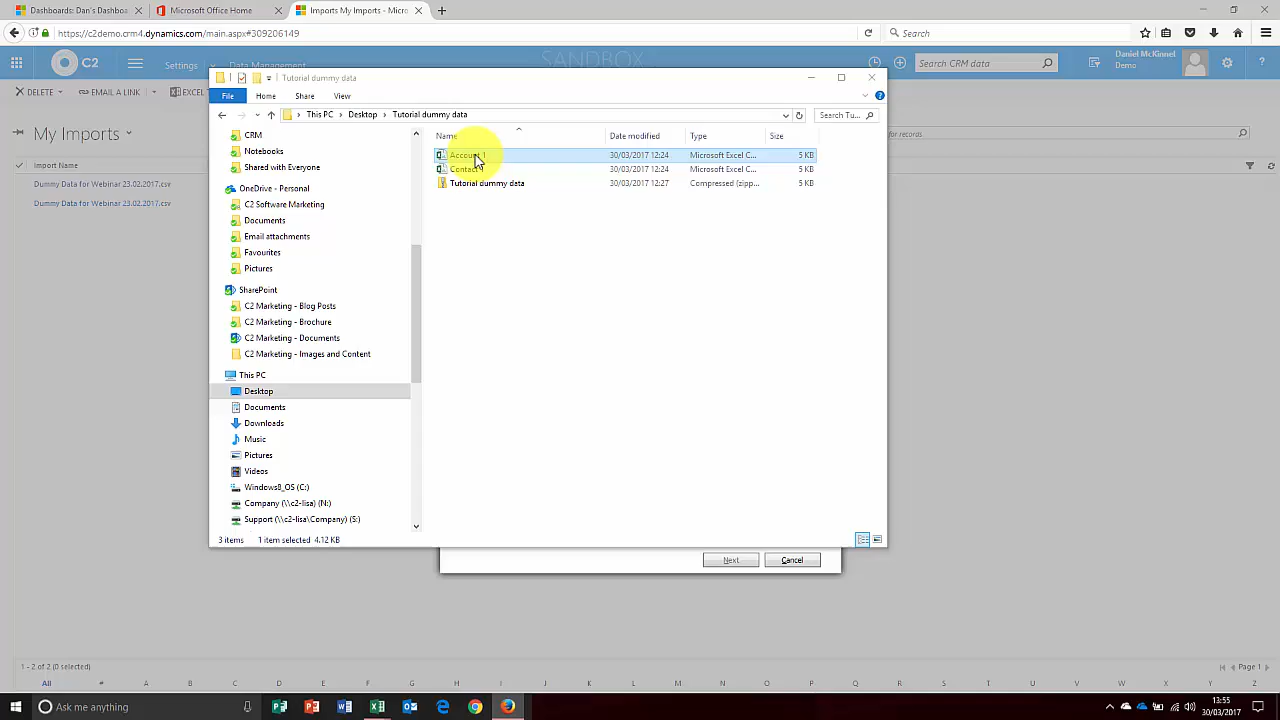 Dashboards: Dan's Dashboa...
Microsoft Office Home
Imports My Imports - Micro...
https://c2demo.crm4.dynamics.com/main.aspx#309206149
Search
C2
Settings
Data Management
SANDBOX
Search CRM data
Daniel McKinnel
Demo
DELETE
EMAIL A LINK
EXCEL
My Imports
for records
Import Name
Dummy Data for Webinar 23.02.2017.csv
Dummy Data for Webinar 23.02.2017.csv
Tutorial dummy data
File
Home
Share
View
This PC
Desktop
Tutorial dummy data
Search Tu...
CRM
Notebooks
Shared with Everyone
OneDrive - Personal
C2 Software Marketing
Documents
Email attachments
Favourites
Pictures
SharePoint
C2 Marketing - Blog Posts
C2 Marketing - Brochure
C2 Marketing - Documents
C2 Marketing - Images and Content
This PC
Desktop
Documents
Downloads
Music
Pictures
Videos
Windows8_OS (C:)
Company (\\c2-lisa) (N:)
Support (\\c2-lisa\Company) (S:)
Name
Date modified
Type
Size
Account 1
30/03/2017 12:24
Microsoft Excel C...
5 KB
Contact 1
30/03/2017 12:24
Microsoft Excel C...
5 KB
Tutorial dummy data
30/03/2017 12:27
Compressed (zipp...
5 KB
3 items
1 item selected 4.12 KB
Next
Cancel
1 - 2 of 2 (0 selected)
Page 1
All
#
A
B
C
D
E
F
G
H
I
J
K
L
M
N
O
P
Q
R
S
T
U
V
W
X
Y
Z
Ask me anything
13:55
30/03/2017